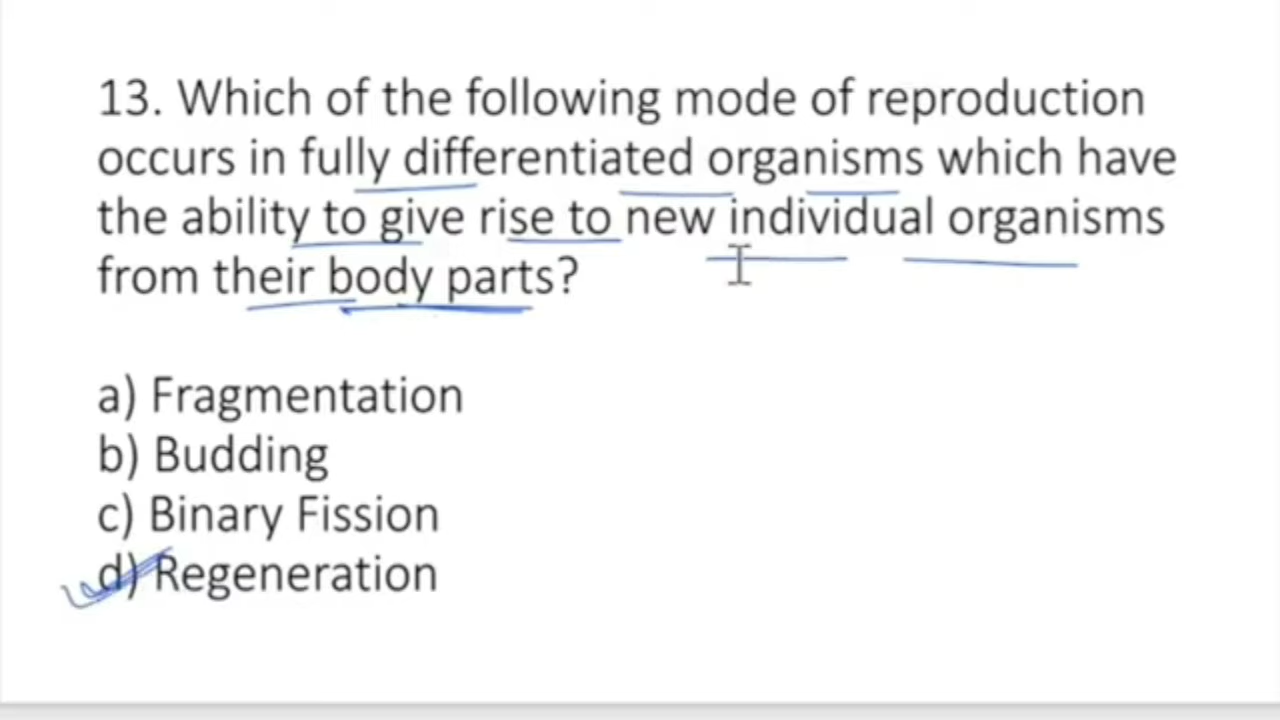 13. Which of the following mode of reproduction
occurs in fully differentiated organisms which have
the ability to give rise to new individual organisms
from their body parts?
a) Fragmentation
b) Budding
c) Binary Fission
d) Regeneration